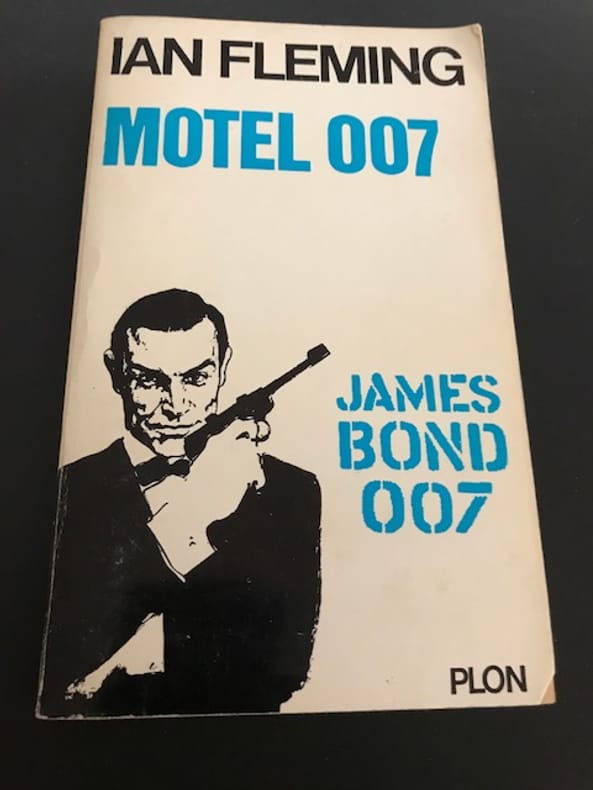 IAN FLEMING
MOTEL 007
JAMES
BOND
007
PLON